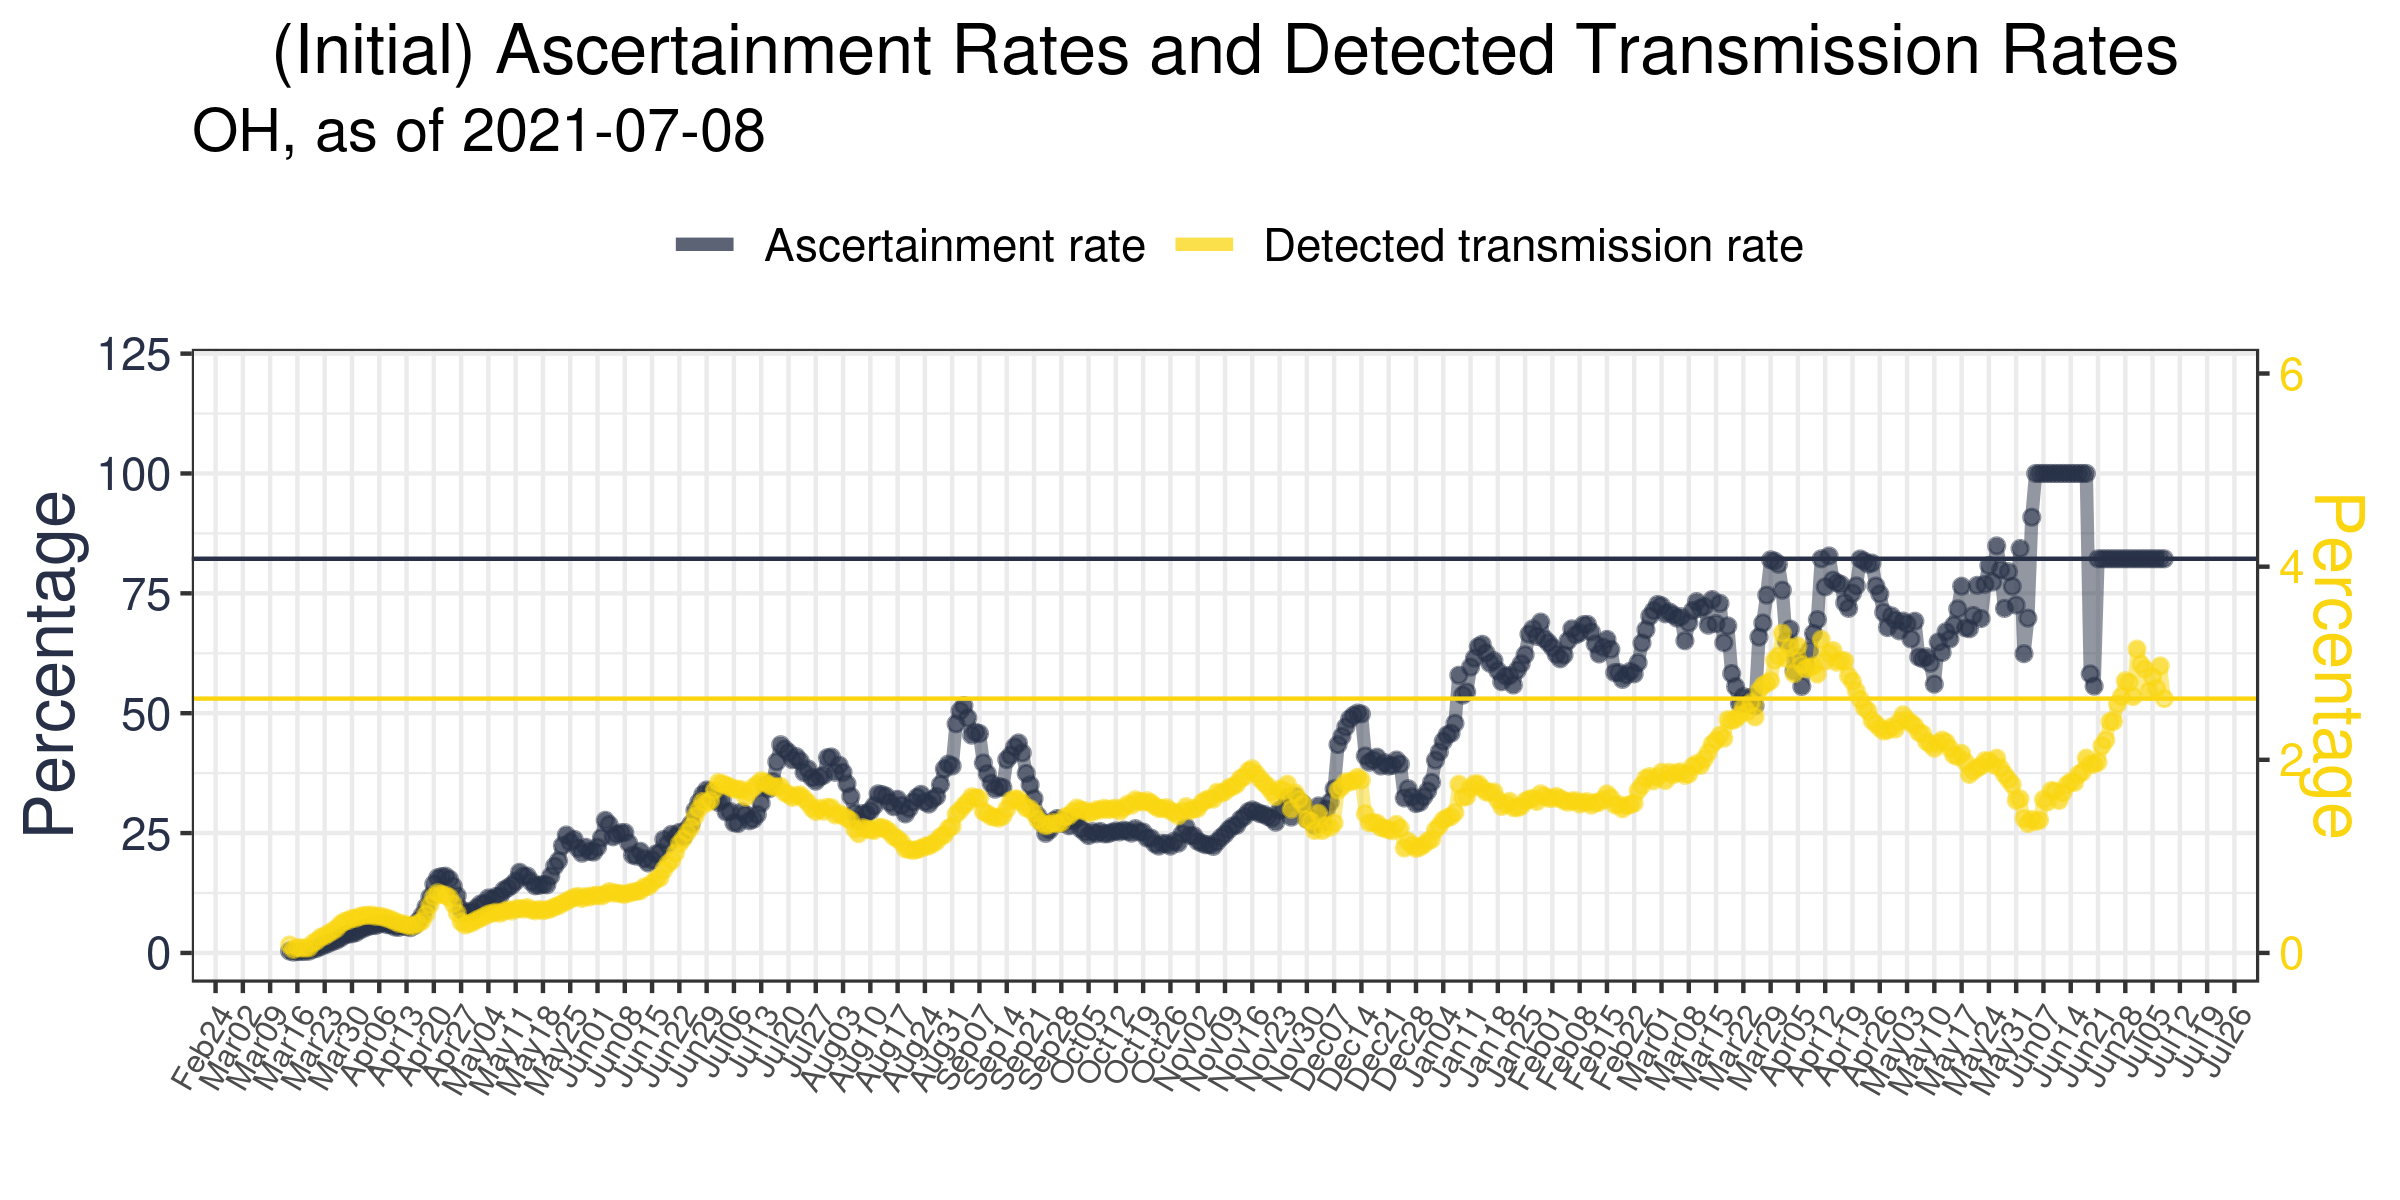 (Initial) Ascertainment Rates and Detected Transmission Rates
OH, as of 2021-07-08
Ascertainment rate
Detected transmission rate
125
100
75
50
25
0
Percentage
6
4
2
0
Percentage
Feb24
Mar02
Mar09
Mar16
Mar23
Mar30
Apr06
Apr13
Apr20
Apr27
May04
May11
May18
May25
Jun01
Jun08
Jun15
Jun22
Jun29
Jul06
Jul13
Jul20
Jul27
Aug03
Aug10
Aug17
Aug24
Aug31
Sep07
Sep14
Sep21
Sep28
Oct05
Oct12
Oct19
Oct26
Nov02
Nov09
Nov16
Nov23
Nov30
Dec07
Dec14
Dec21
Dec28
Jan04
Jan11
Jan18
Jan25
Feb01
Feb08
Feb15
Feb22
Mar01
Mar08
Mar15
Mar22
Mar29
Apr05
Apr12
Apr19
Apr26
May03
May10
May17
May24
May31
Jun07
Jun14
Jun21
Jun28
Jul05
Jul12
Jul19
Jul26